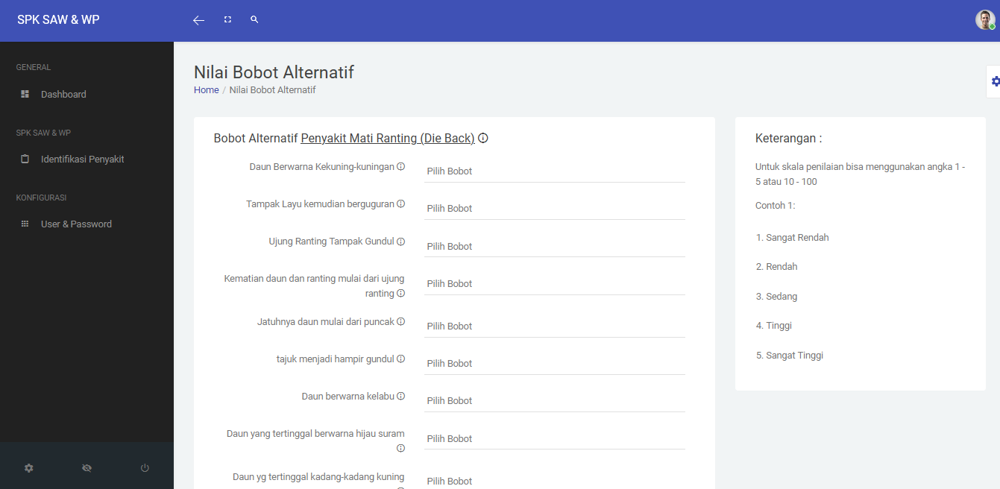 SPK SAW & WP
GENERAL
Dashboard
SPK SAW & WP
Identifikasi Penyakit
KONFIGURASI
User & Password
Nilai Bobot Alternatif
Home / Nilai Bobot Alternatif
Bobot Alternatif Penyakit Mati Ranting (Die Back)
Daun Berwarna Kekuning-kuningan
Pilih Bobot
Tampak Layu kemudian berguguran
Pilih Bobot
Ujung Ranting Tampak Gundul
Pilih Bobot
Kematian daun dan ranting mulai dari ujung
ranting
Pilih Bobot
Jatuhnya daun mulai dari puncak
Pilih Bobot
tajuk menjadi hampir gundul
Pilih Bobot
Daun berwarna kelabu
Pilih Bobot
Daun yang tertinggal berwarna hijau suram
Pilih Bobot
Daun yg tertinggal kadang-kadang kuning
Pilih Bobot
Keterangan :
Untuk skala penilaian bisa menggunakan angka 1 -
5 atau 10 - 100
Contoh 1:
1. Sangat Rendah
2. Rendah
3. Sedang
4. Tinggi
5. Sangat Tinggi